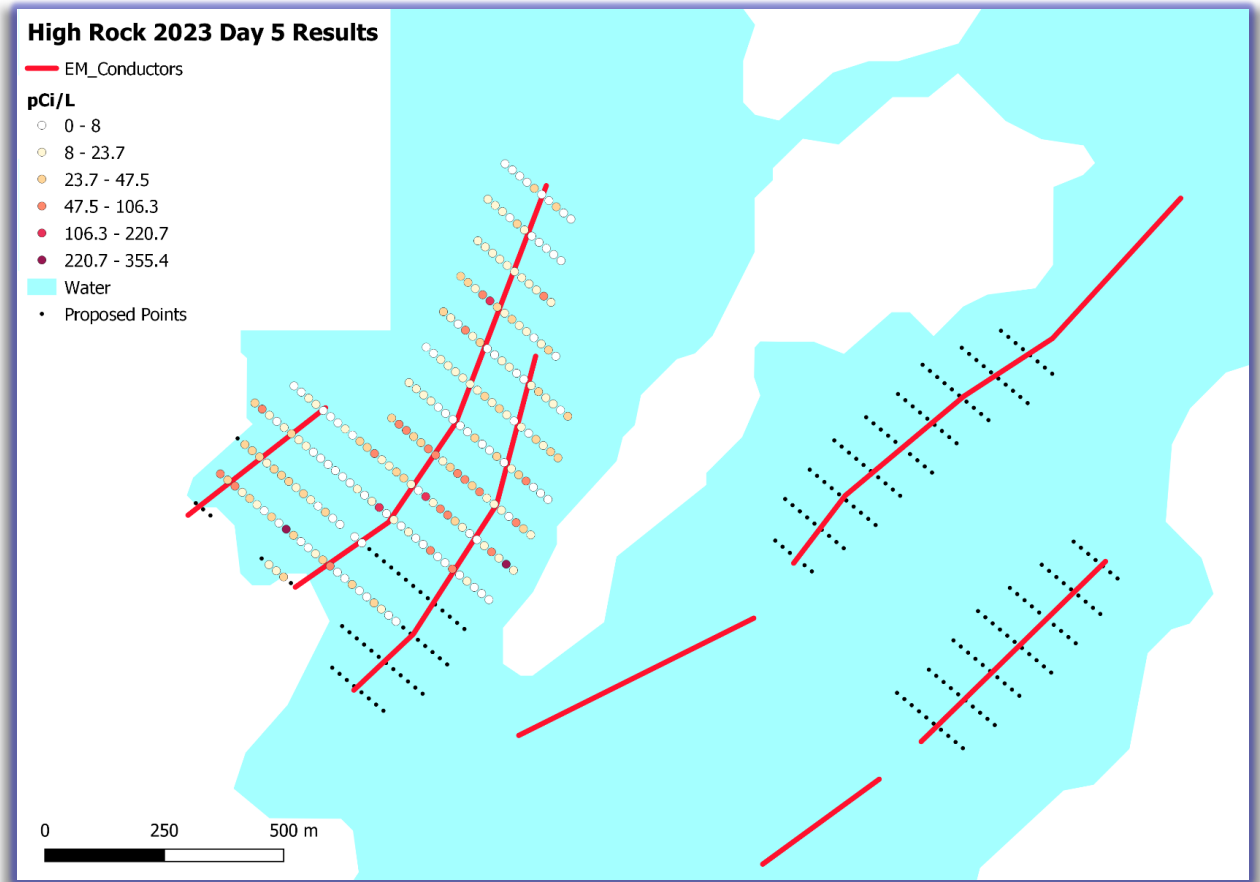 High Rock 2023 Day 5 Results
EM_Conductors
pCi/L
0 - 8
8 - 23.7
23.7 - 47.5
47.5 - 106.3
106.3 - 220.7
220.7 - 355.4
Water
Proposed Points
0 250 500 m